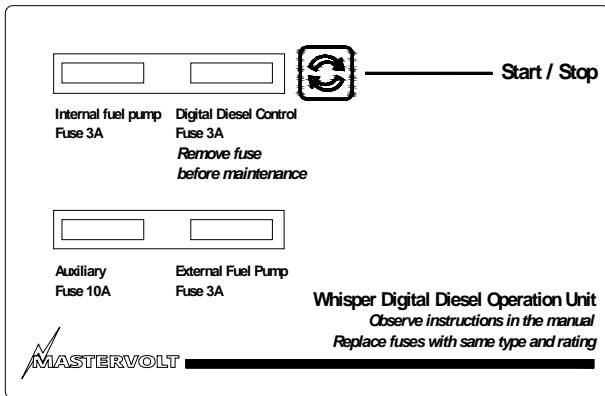 Start / Stop
Internal fuel pump
Fuse 3A
Digital Diesel Control
Fuse 3A
Remove fuse
before maintenance
Auxiliary
Fuse 10A
External Fuel Pump
Fuse 3A
Whisper Digital Diesel Operation Unit
Observe instructions in the manual
Replace fuses with same type and rating
MASTERVOLT